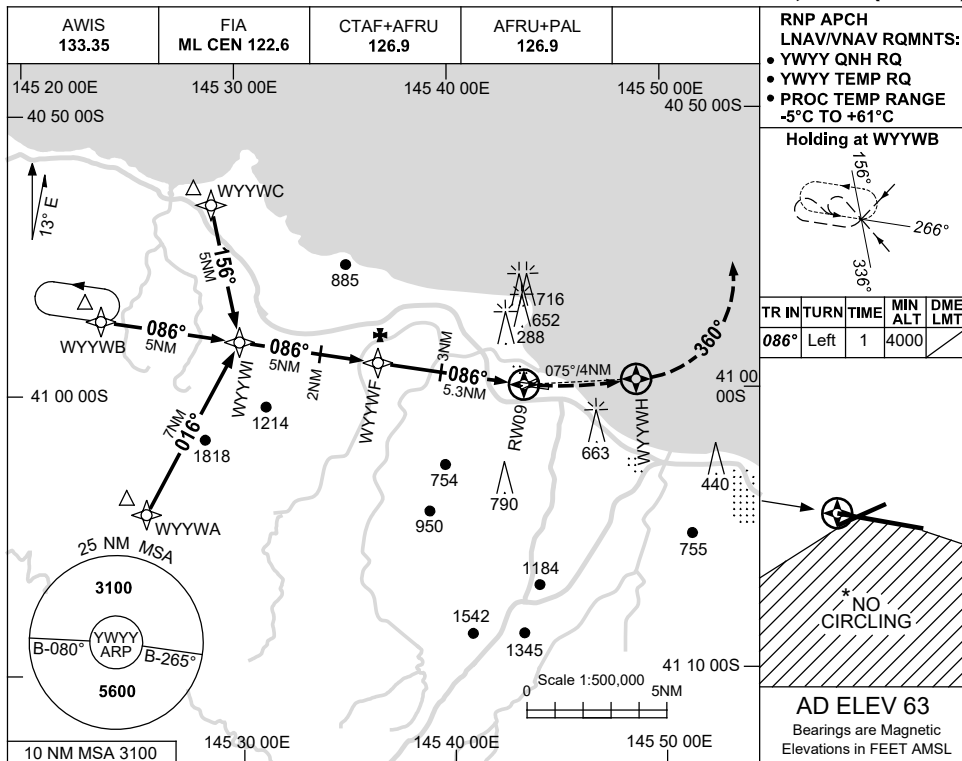 AWIS
133.35
FIA
ML CEN 122.6
CTAF+AFRU
126.9
AFRU+PAL
126.9
RNP APCH
LNAV/VNAV RQMNTS:
• YWYY QNH RQ
• YWYY TEMP RQ
• PROC TEMP RANGE
-5°C TO +61°C
145 20 00E
145 30 00E
145 40 00E
145 50 00E
40 50 00S
40 50 00S
Holding at WYYWB
156°
266°
336°
TR IN
TURN
TIME
MIN ALT
DME LMT
086°
Left
1
4000
13° E
WYYWC
156°
5NM
885
716
652
288
360°
WYYWB
086°
5NM
WYYWI
086°
5NM
2NM
WYYWF
3NM
086°
5.3NM
RW09
075°/4NM
WYYWH
41 00 00S
41 00
00S
7NM
016°
1214
1818
WYYWA
754
950
790
663
440
755
1184
1542
1345
25 NM MSA
3100
YWYY
ARP
B-080°
B-265°
5600
41 10 00S
Scale 1:500,000
0
5NM
*NO
CIRCLING
AD ELEV 63
Bearings are Magnetic
Elevations in FEET AMSL
10 NM MSA 3100
145 30 00E
145 40 00E
145 50 00E